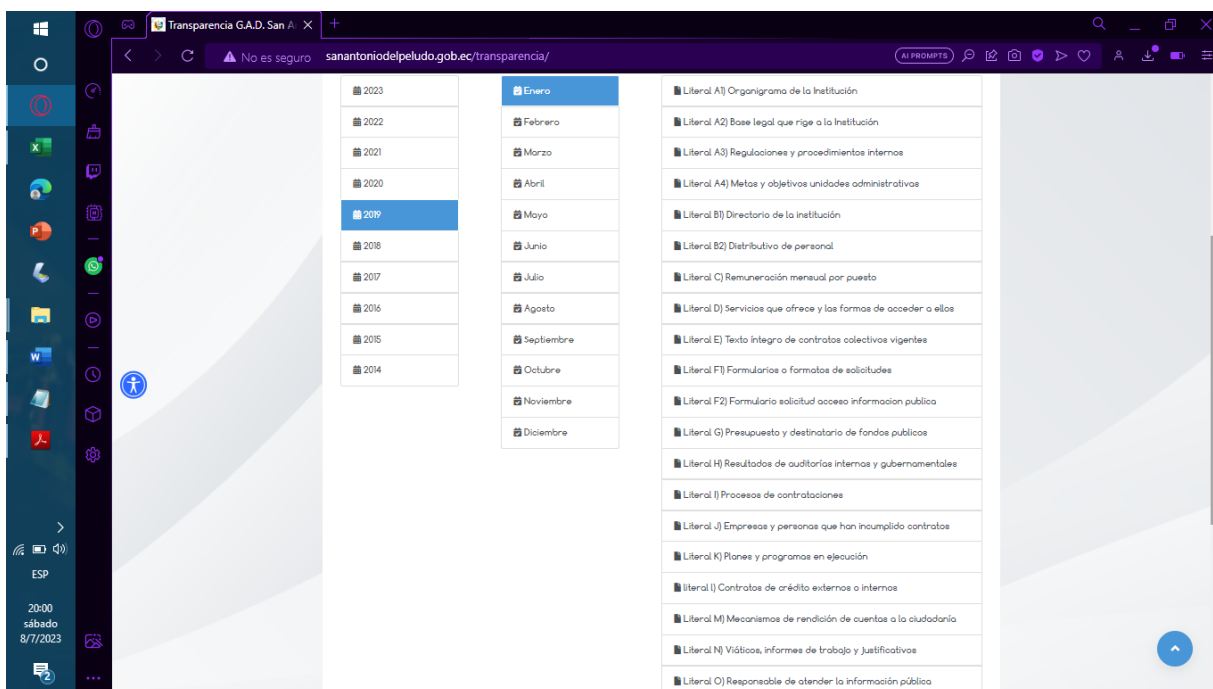 Transparencia G.A.D. San A
No es seguro
sanantoniodelpeludo.gob.ec/transparencia/
AI PROMPTS
2023
2022
2021
2020
2019
2018
2017
2016
2015
2014
Enero
Febrero
Marzo
Abril
Mayo
Junio
Julio
Agosto
Septiembre
Octubre
Noviembre
Diciembre
Literal A1) Organigrama de la Institución
Literal A2) Base legal que rige a la Institución
Literal A3) Regulaciones y procedimientos internos
Literal A4) Metas y objetivos unidades administrativas
Literal B1) Directorio de la institución
Literal B2) Distributivo de personal
Literal C) Remuneración mensual por puesto
Literal D) Servicios que ofrece y las formas de acceder a ellos
Literal E) Texto íntegro de contratos colectivos vigentes
Literal F1) Formularios o formatos de solicitudes
Literal F2) Formulario solicitud acceso informacion publica
Literal G) Presupuesto y destinatario de fondos publicos
Literal H) Resultados de auditorías internas y gubernamentales
Literal I) Procesos de contrataciones
Literal J) Empresas y personas que han incumplido contratos
Literal K) Planes y programas en ejecución
literal l) Contratos de crédito externos o internos
Literal M) Mecanismos de rendición de cuentas a la ciudadanía
Literal N) Viáticos, informes de trabajo y Justificativos
Literal O) Responsable de atender la información pública
ESP
20:00
sábado
8/7/2023
2